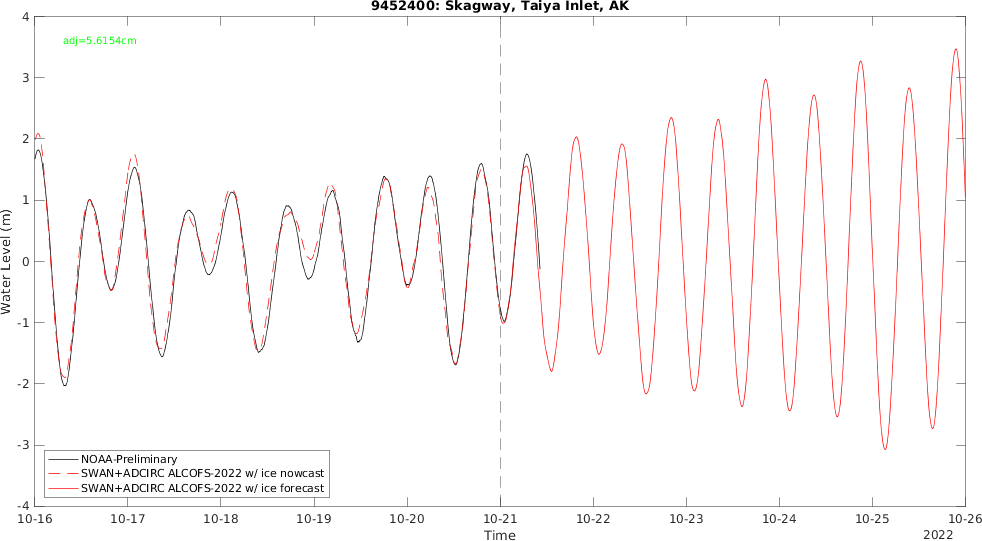 9452400: Skagway, Taiya Inlet, AK
adj=5.6154cm
4
3
2
1
0
-1
-2
-3
-4
Water Level (m)
NOAA-Preliminary
SWAN+ADCIRC ALCOFS-2022 w/ ice nowcast
SWAN+ADCIRC ALCOFS-2022 w/ ice forecast
10-16 10-17 10-18 10-19 10-20 10-21 10-22 10-23 10-24 10-25 10-26
Time
2022